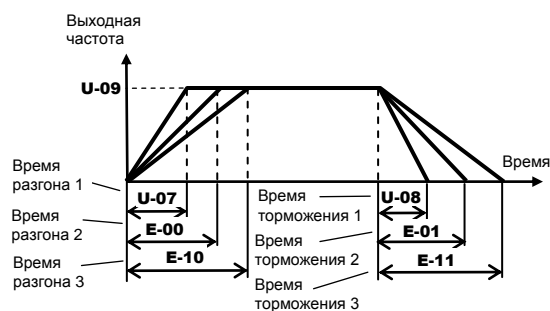 Выходная
частота
U-09
Время
Время
разгона 1
U-07
Время
торможения 1
U-08
Время
разгона 2
E-00
Время
торможения 2
E-01
Время
разгона 3
E-10
Время
торможения 3
E-11